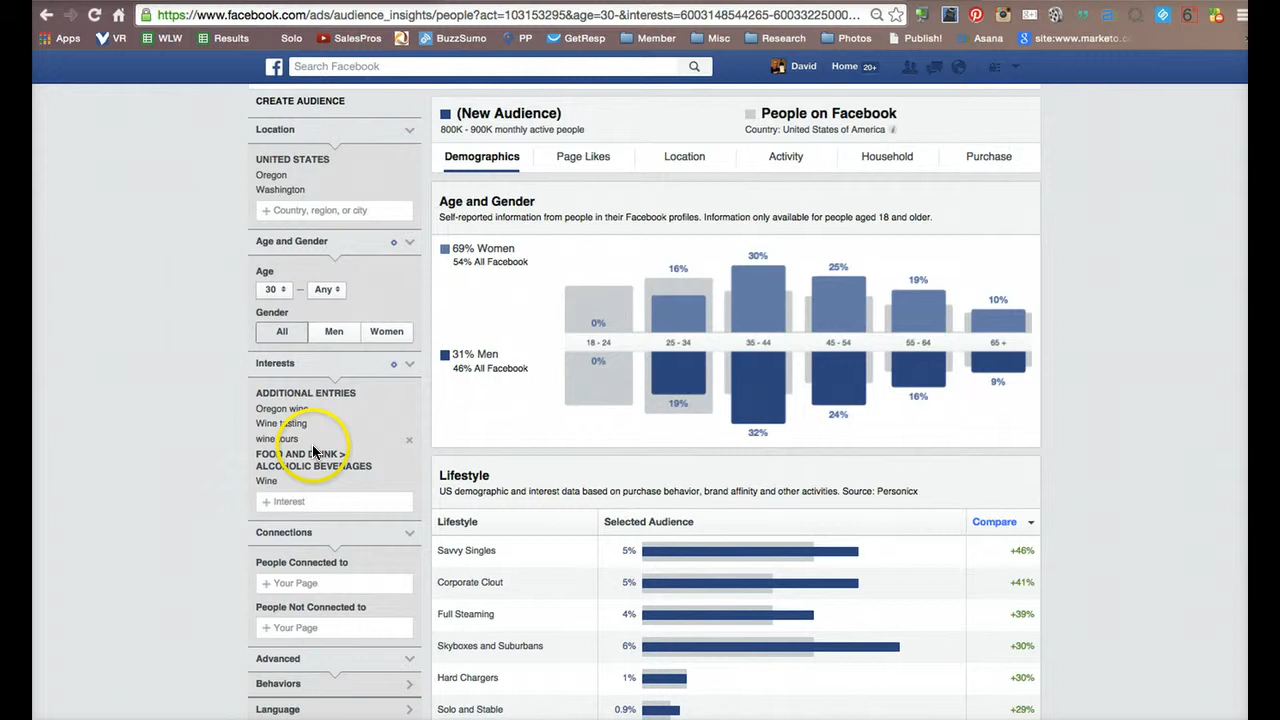 https://www.facebook.com/ads/audience_insights/people?act=103153295&age=30-&interests=6003148544265-60033225000...
Apps VR WLW Results Solo SalesPros BuzzSumo PP GetResp Member Misc Research Photos Publish! Asana site:www.marketo.c
Search Facebook David Home 20+
CREATE AUDIENCE
Location
UNITED STATES
Oregon
Washington
+ Country, region, or city
Age and Gender
Age
30 — Any
Gender
All Men Women
Interests
ADDITIONAL ENTRIES
Oregon wine
Wine tasting
wine tours
FOOD AND DRINK >
ALCOHOLIC BEVERAGES
Wine
+ Interest
Connections
People Connected to
+ Your Page
People Not Connected to
+ Your Page
Advanced
Behaviors
Language
(New Audience)
800K - 900K monthly active people
People on Facebook
Country: United States of America
Demographics Page Likes Location Activity Household Purchase
Age and Gender
Self-reported information from people in their Facebook profiles. Information only available for people aged 18 and older.
69% Women
54% All Facebook
0% 16% 30% 25% 19% 10%
18 - 24 25 - 34 35 - 44 45 - 54 55 - 64 65 +
31% Men
46% All Facebook
0% 19% 32% 24% 16% 9%
Lifestyle
US demographic and interest data based on purchase behavior, brand affinity and other activities. Source: Personicx
Lifestyle Selected Audience Compare
Savvy Singles 5% +46%
Corporate Clout 5% +41%
Full Steaming 4% +39%
Skyboxes and Suburbans 6% +30%
Hard Chargers 1% +30%
Solo and Stable 0.9% +29%